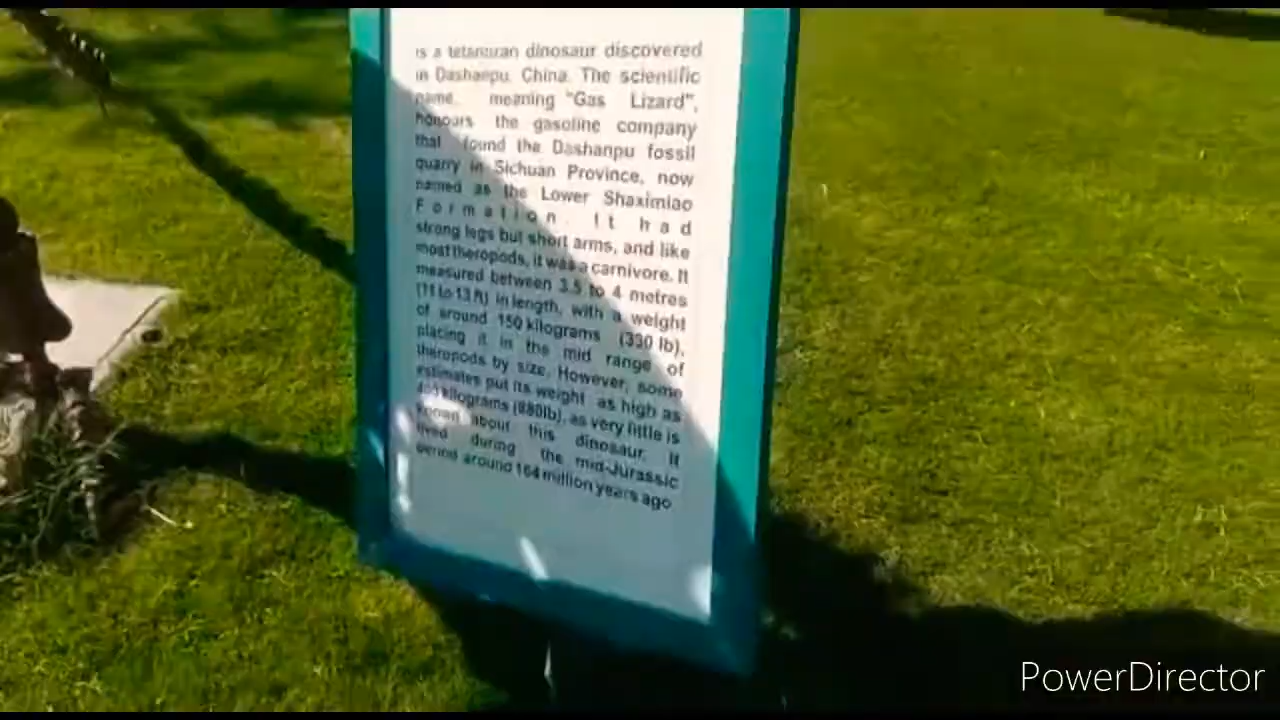 is a tetanuran dinosaur discovered
in Dashanpu, China. The scientific
name, meaning "Gas Lizard",
honours the gasoline company
that found the Dashanpu fossil
quarry in Sichuan Province, now
named as the Lower Shaximiao
Formation. It had
strong legs but short arms, and like
most theropods, it was a carnivore. It
measured between 3.5 to 4 metres
(11 to 13 ft) in length, with a weight
of around 150 kilograms (330 lb),
placing it in the mid range of
theropods by size. However, some
estimates put its weight as high as
400 kilograms (880lb), as very little is
known about this dinosaur. It
lived during the mid-Jurassic
period around 164 million years ago
PowerDirector